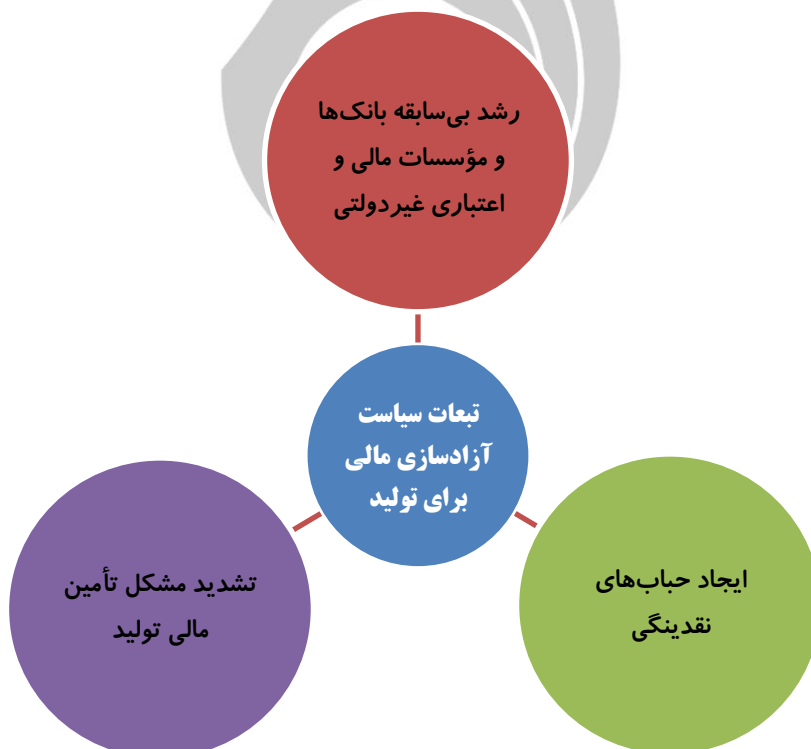 رشد بی‌سابقه بانک‌ها
و مؤسسات مالی و
اعتباری غیردولتی
تبعات سیاست
آزادسازی مالی
برای تولید
ایجاد حباب‌های
نقدینگی
تشدید مشکل تأمین
مالی تولید